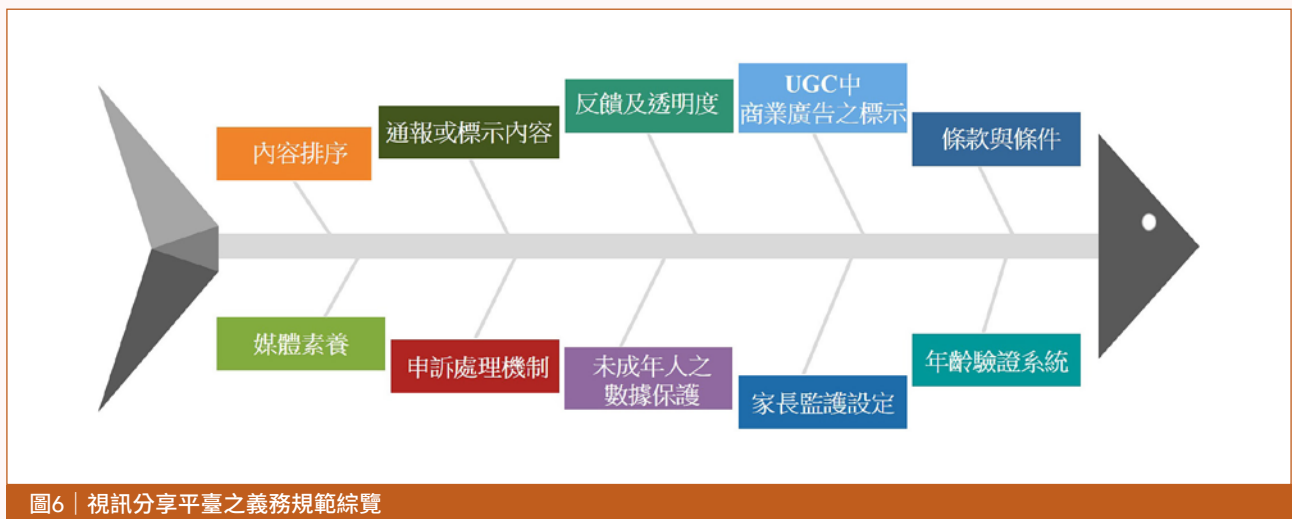 內容排序
通報或標示內容
反饋及透明度
UGC中
商業廣告之標示
條款與條件
媒體素養
申訴處理機制
未成年人之
數據保護
家長監護設定
年齡驗證系統
圖6｜視訊分享平臺之義務規範綜覽